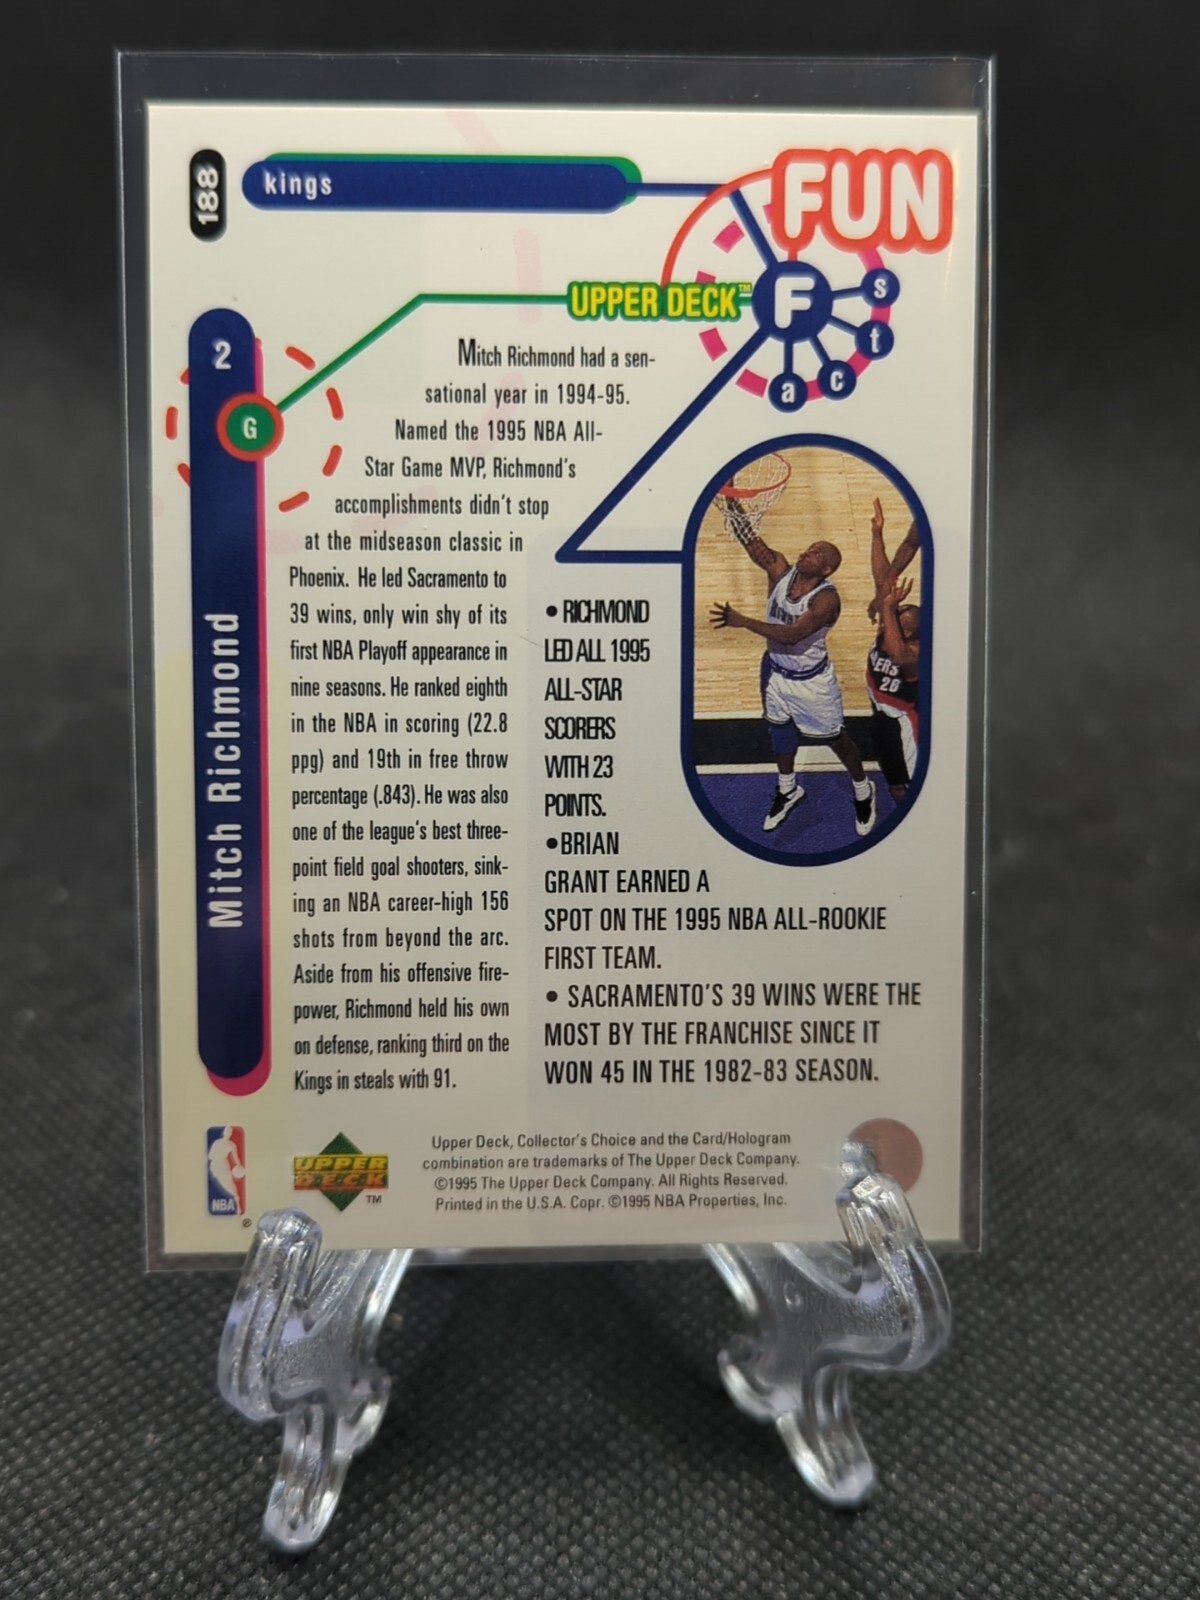 188
kings
FUN
UPPER DECK™
F
a
c
t
s
2
G
Mitch Richmond
Mitch Richmond had a sen-
sational year in 1994-95.
Named the 1995 NBA All-
Star Game MVP, Richmond's
accomplishments didn't stop
at the midseason classic in
Phoenix. He led Sacramento to
39 wins, only win shy of its
first NBA Playoff appearance in
nine seasons. He ranked eighth
in the NBA in scoring (22.8
ppg) and 19th in free throw
percentage (.843). He was also
one of the league's best three-
point field goal shooters, sink-
ing an NBA career-high 156
shots from beyond the arc.
Aside from his offensive fire-
power, Richmond held his own
on defense, ranking third on the
Kings in steals with 91.
• RICHMOND
LED ALL 1995
ALL-STAR
SCORERS
WITH 23
POINTS.
• BRIAN
GRANT EARNED A
SPOT ON THE 1995 NBA ALL-ROOKIE
FIRST TEAM.
• SACRAMENTO'S 39 WINS WERE THE
MOST BY THE FRANCHISE SINCE IT
WON 45 IN THE 1982-83 SEASON.
26
NBA
®
UPPER
DECK
™
Upper Deck, Collector's Choice and the Card/Hologram
combination are trademarks of The Upper Deck Company.
©1995 The Upper Deck Company. All Rights Reserved.
Printed in the U.S.A. Copr. ©1995 NBA Properties, Inc.